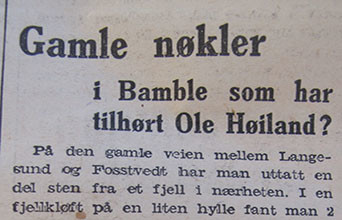 Gamle nøkler
i Bamble som har
tilhørt Ole Høiland?
På den gamle veien mellem Lange-
sund og Fosstvedt har man uttatt en
del sten fra et fjell i nærheten. I en
fjellkløft på en liten hylle fant man 2